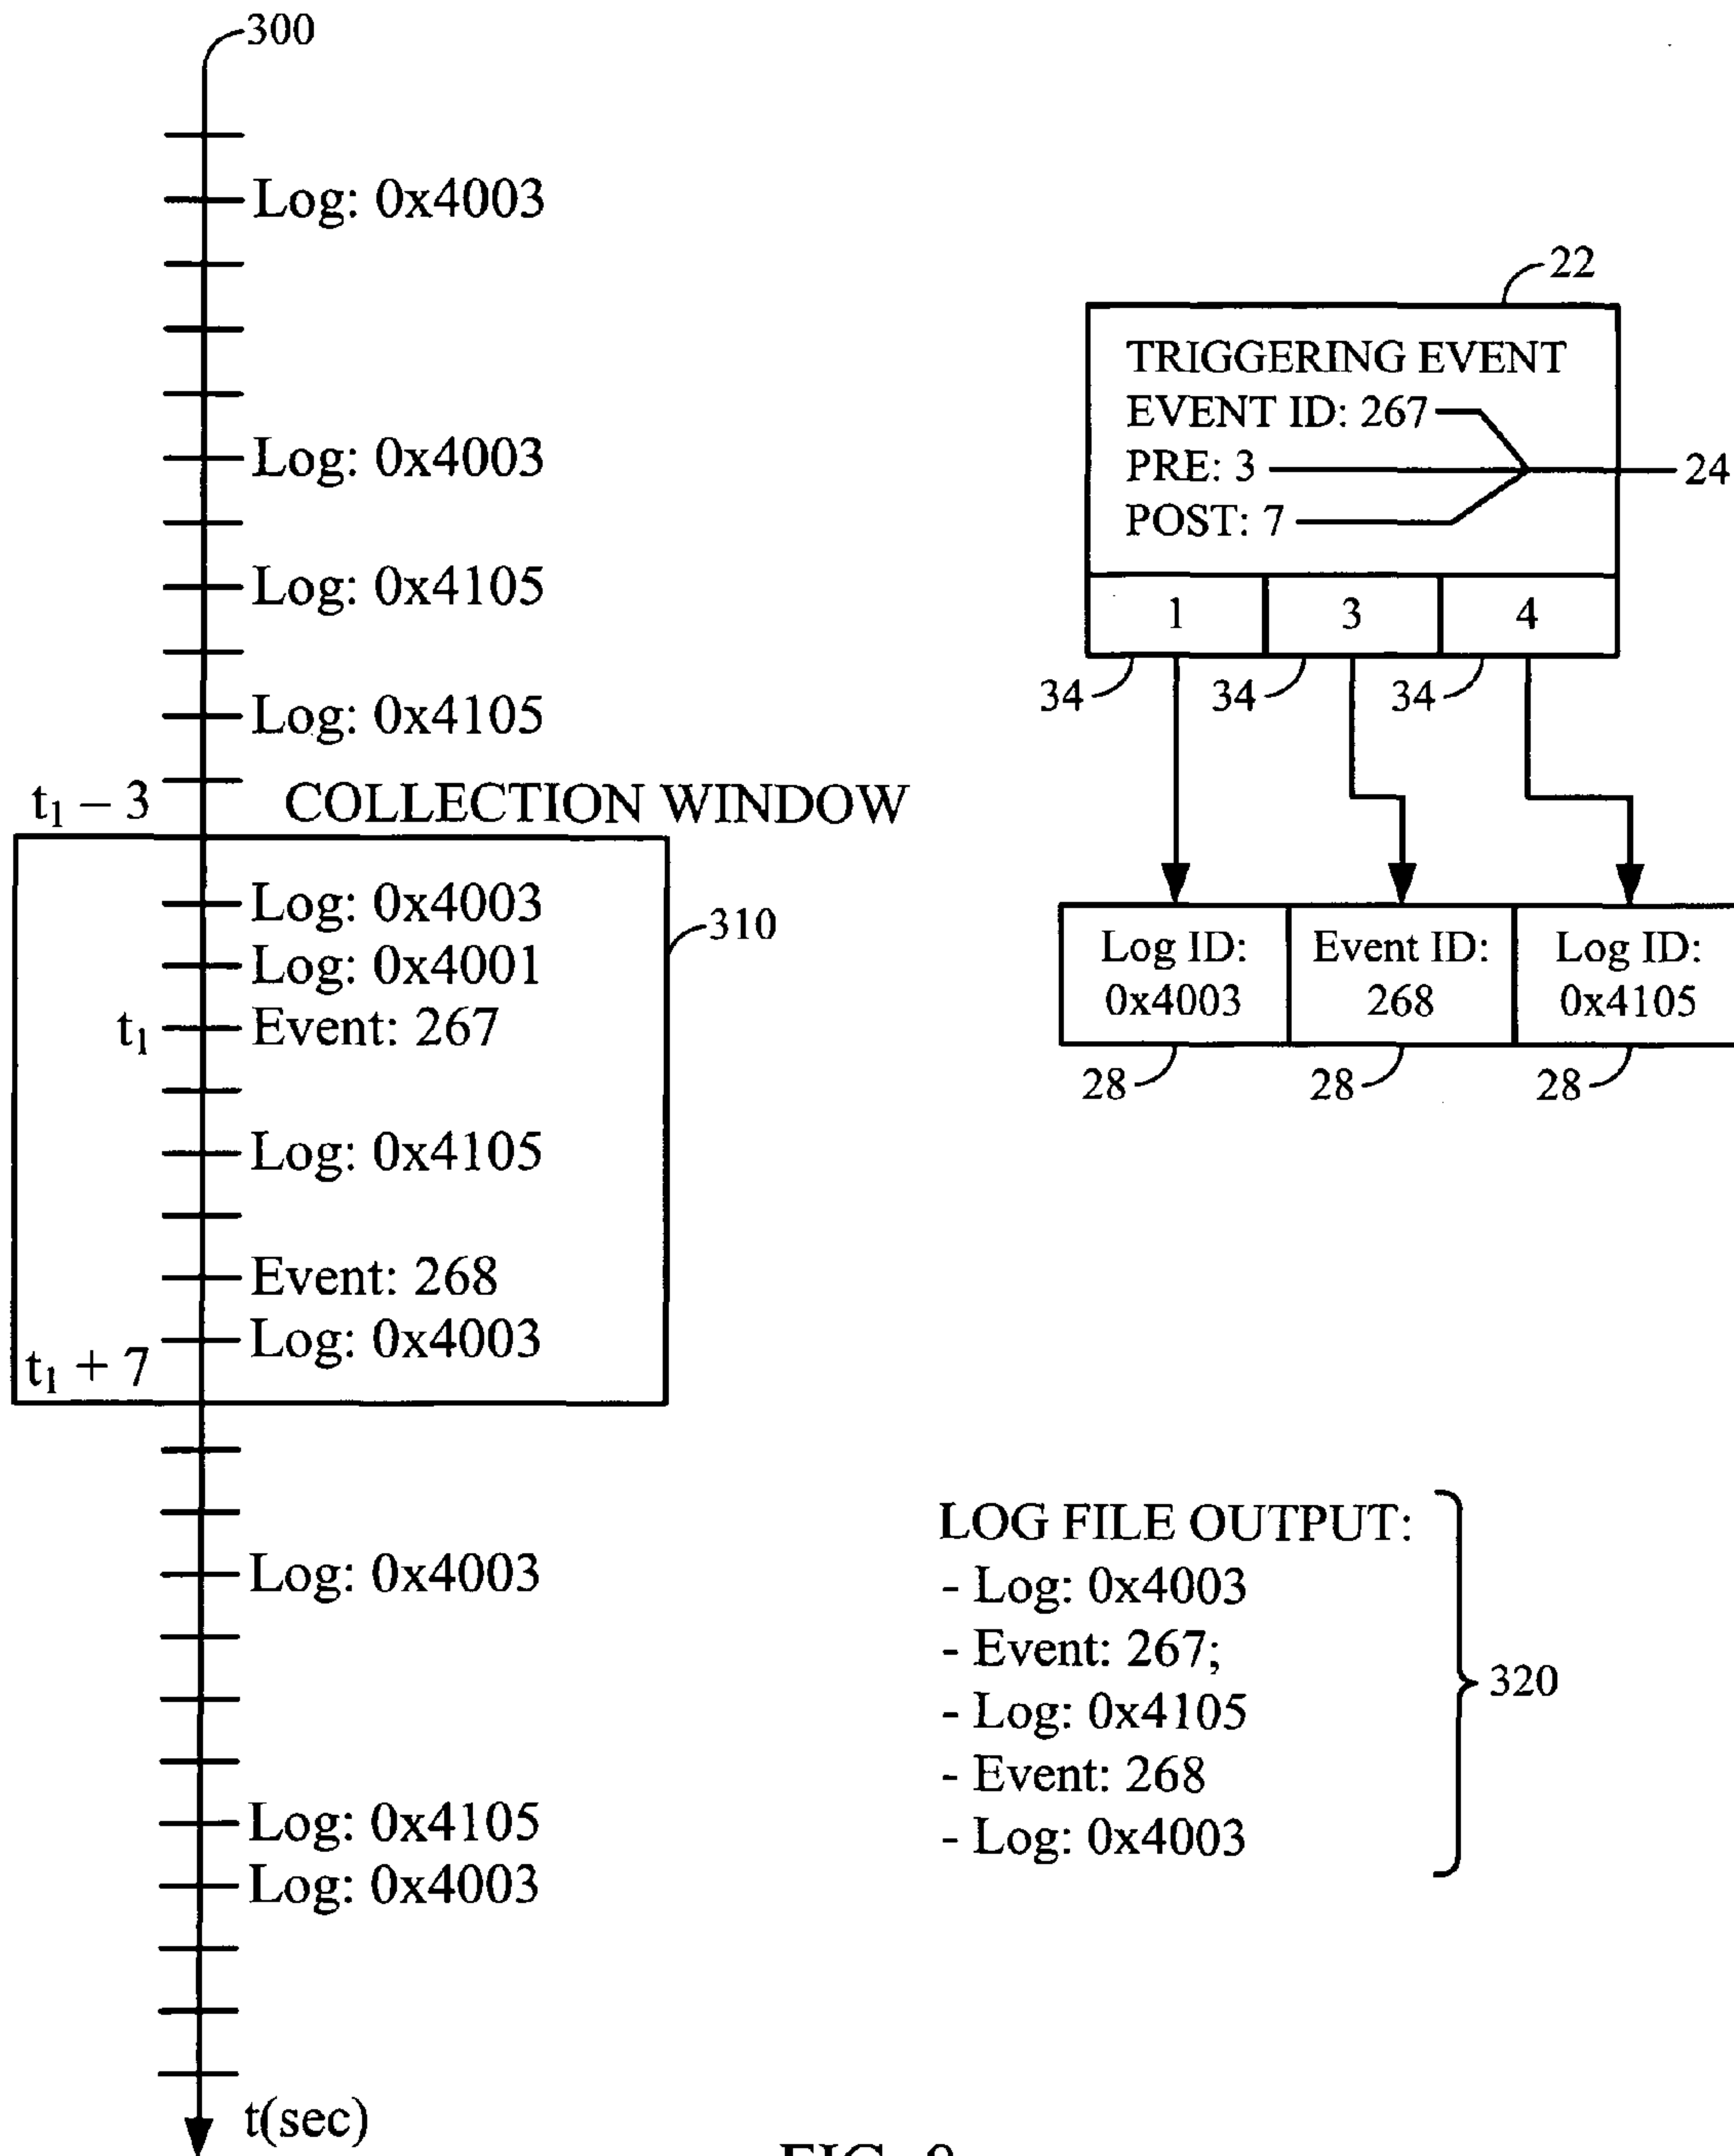 300
Log: 0x4003
Log: 0x4003
Log: 0x4105
Log: 0x4105
t₁ – 3
COLLECTION WINDOW
Log: 0x4003
310
Log: 0x4001
t₁
Event: 267
Log: 0x4105
Event: 268
Log: 0x4003
t₁ + 7
Log: 0x4003
Log: 0x4105
Log: 0x4003
t(sec)
22
TRIGGERING EVENT
EVENT ID: 267
PRE: 3
24
POST: 7
1 3 4
34 34 34
Log ID: Event ID: Log ID:
0x4003 268 0x4105
28 28 28
LOG FILE OUTPUT:
- Log: 0x4003
- Event: 267;
- Log: 0x4105
- Event: 268
- Log: 0x4003
320